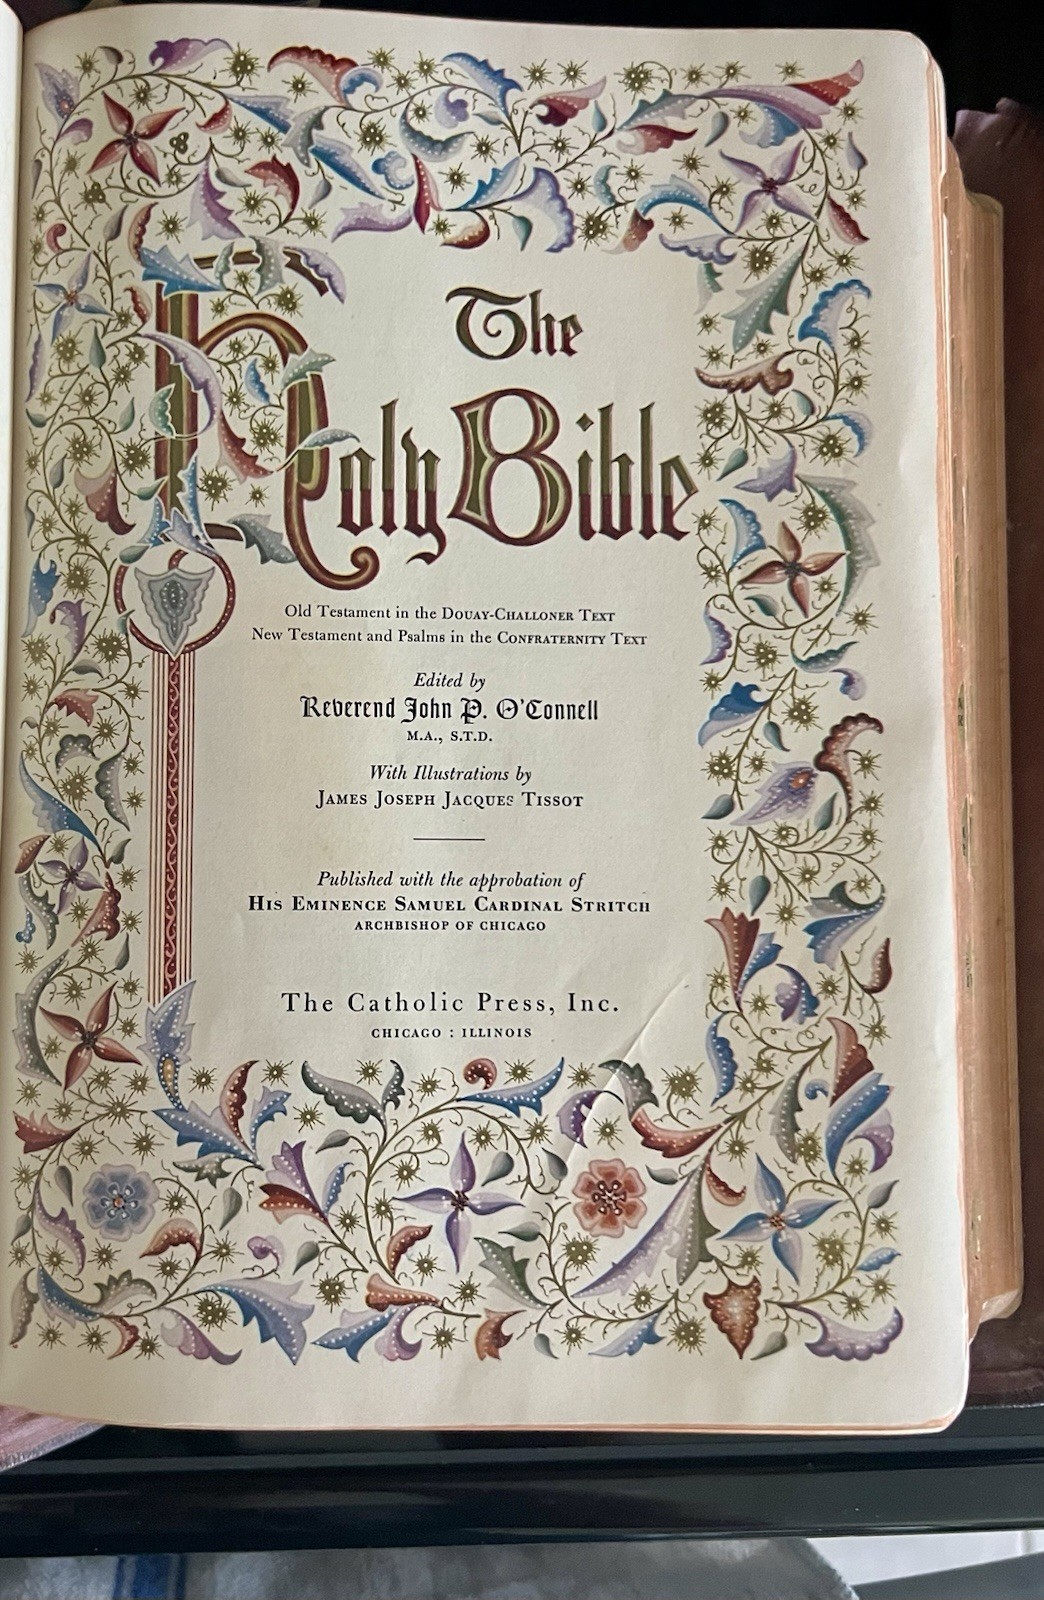 The
Holy Bible
Old Testament in the DOUAY-CHALLONER TEXT
New Testament and Psalms in the CONFRATERNITY TEXT
Edited by
Reverend John P. O'Connell
M.A., S.T.D.
With Illustrations by
JAMES JOSEPH JACQUES TISSOT
Published with the approbation of
HIS EMINENCE SAMUEL CARDINAL STRITCH
ARCHBISHOP OF CHICAGO
The Catholic Press, Inc.
CHICAGO : ILLINOIS